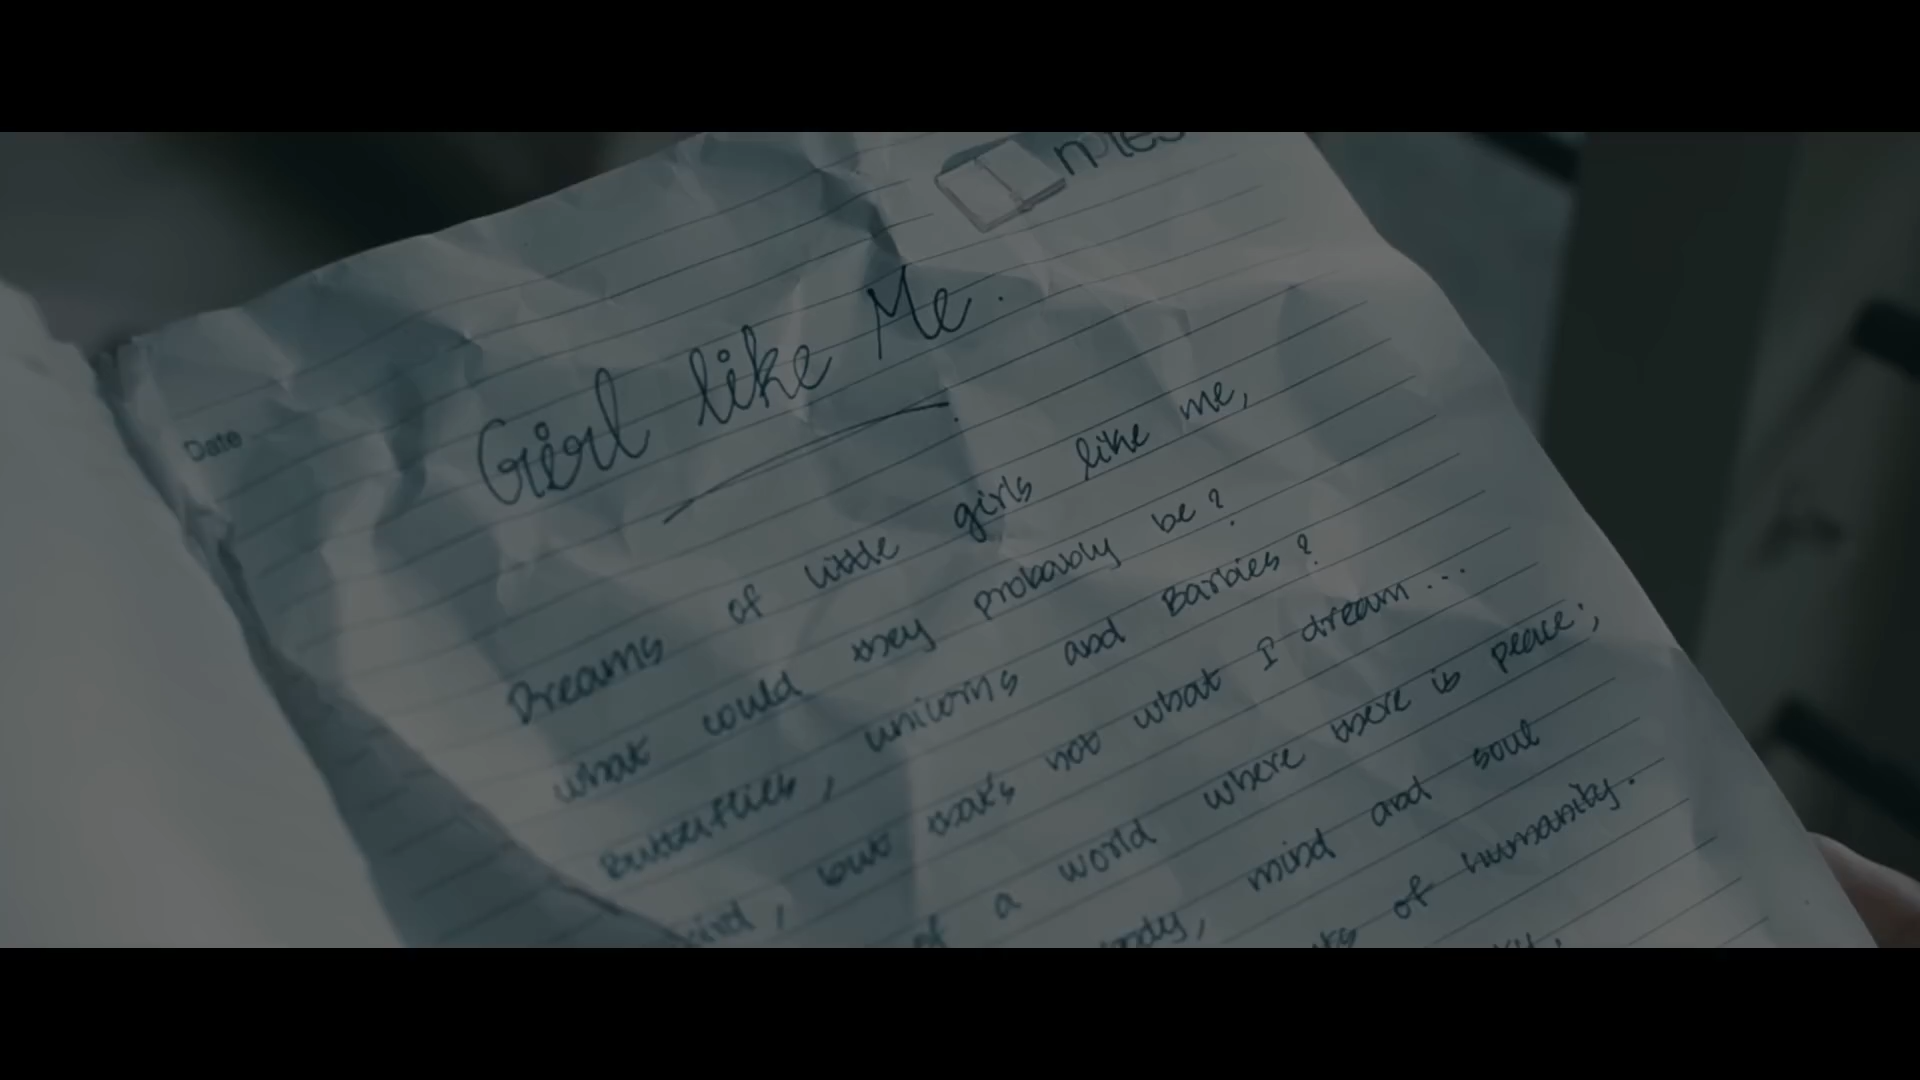 notes
Date
Girl like Me.
Dreams of little girls like me,
what could they probably be?
Butterflies, unicorns and Barbies?
but that's not what I dream...
of a world where there is peace;
mind and soul
of humanity.